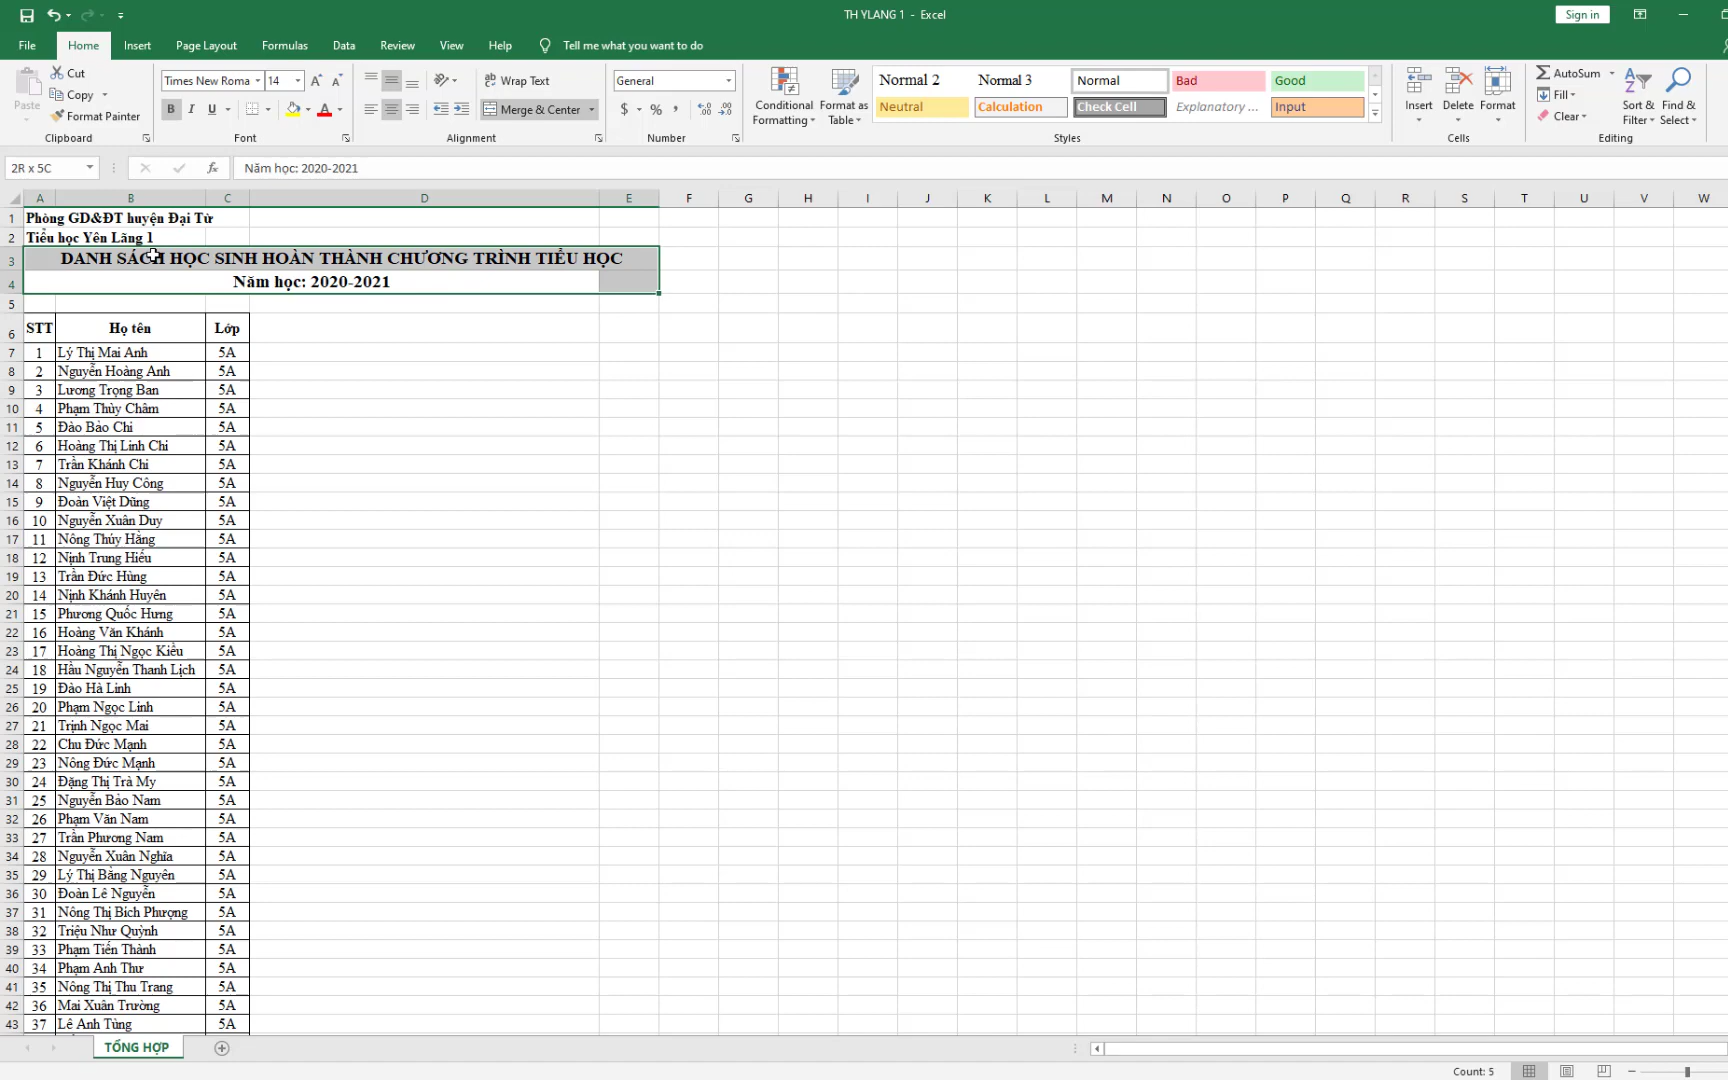 TH YLANG 1 - Excel
Sign in
File Home Insert Page Layout Formulas Data Review View Help Tell me what you want to do
Paste
Cut
Copy
Format Painter
Clipboard
Times New Roma 14
B I U
Font
Wrap Text
Merge & Center
Alignment
General
$ % ,
Number
Conditional Formatting
Format as Table
Normal 2 Normal 3 Normal Bad Good
Neutral Calculation Check Cell Explanatory ... Input
Styles
Insert Delete Format
Cells
AutoSum
Fill
Clear
Sort & Filter
Find & Select
Editing
2R x 5C fx Năm học: 2020-2021
A B C D E F G H I J K L M N O P Q R S T U V W
1 Phòng GD&ĐT huyện Đại Từ
2 Tiểu học Yên Lãng 1
3 DANH SÁCH HỌC SINH HOÀN THÀNH CHƯƠNG TRÌNH TIỂU HỌC
4 Năm học: 2020-2021
5
6 STT Họ tên Lớp
7 1 Lý Thị Mai Anh 5A
8 2 Nguyễn Hoàng Anh 5A
9 3 Lương Trọng Ban 5A
10 4 Phạm Thùy Châm 5A
11 5 Đào Bảo Chi 5A
12 6 Hoàng Thị Linh Chi 5A
13 7 Trần Khánh Chi 5A
14 8 Nguyễn Huy Công 5A
15 9 Đoàn Việt Dũng 5A
16 10 Nguyễn Xuân Duy 5A
17 11 Nông Thúy Hằng 5A
18 12 Nịnh Trung Hiếu 5A
19 13 Trần Đức Hùng 5A
20 14 Nịnh Khánh Huyên 5A
21 15 Phương Quốc Hưng 5A
22 16 Hoàng Văn Khánh 5A
23 17 Hoàng Thị Ngọc Kiều 5A
24 18 Hầu Nguyễn Thanh Lịch 5A
25 19 Đào Hà Linh 5A
26 20 Phạm Ngọc Linh 5A
27 21 Trịnh Ngọc Mai 5A
28 22 Chu Đức Mạnh 5A
29 23 Nông Đức Mạnh 5A
30 24 Đặng Thị Trà My 5A
31 25 Nguyễn Bảo Nam 5A
32 26 Phạm Văn Nam 5A
33 27 Trần Phương Nam 5A
34 28 Nguyễn Xuân Nghĩa 5A
35 29 Lý Thị Bằng Nguyên 5A
36 30 Đoàn Lê Nguyễn 5A
37 31 Nông Thị Bích Phượng 5A
38 32 Triệu Như Quỳnh 5A
39 33 Phạm Tiến Thành 5A
40 34 Phạm Anh Thư 5A
41 35 Nông Thị Thu Trang 5A
42 36 Mai Xuân Trường 5A
43 37 Lê Anh Tùng 5A
TỔNG HỢP
Count: 5